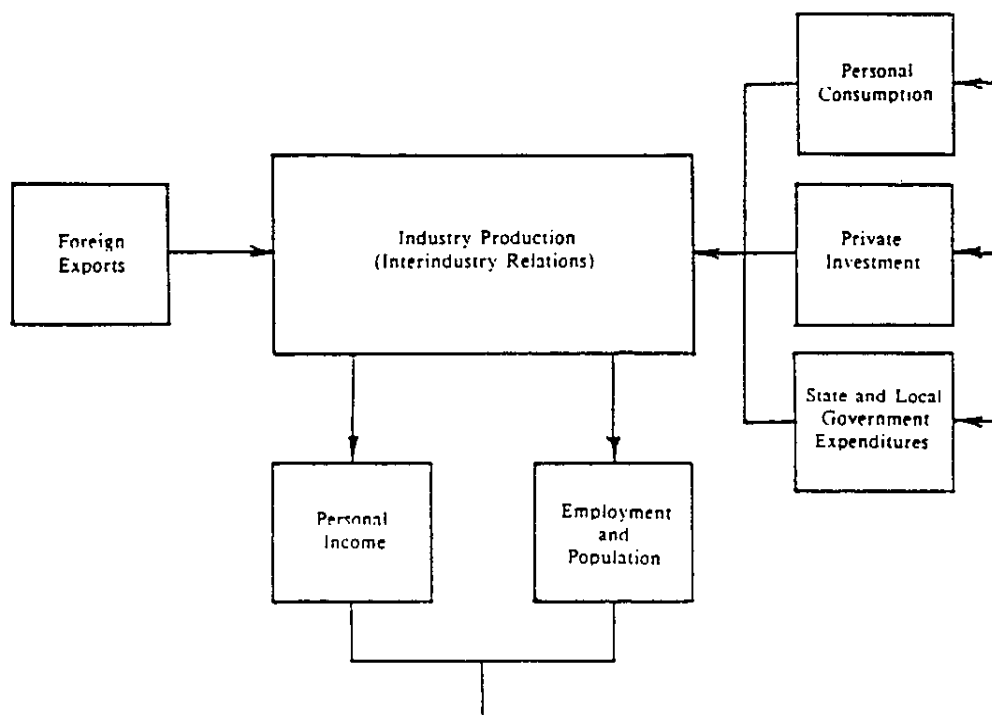 Personal
Consumption
Foreign
Exports
Industry Production
(Interindustry Relations)
Private
Investment
State and Local
Government
Expenditures
Personal
Income
Employment
and
Population